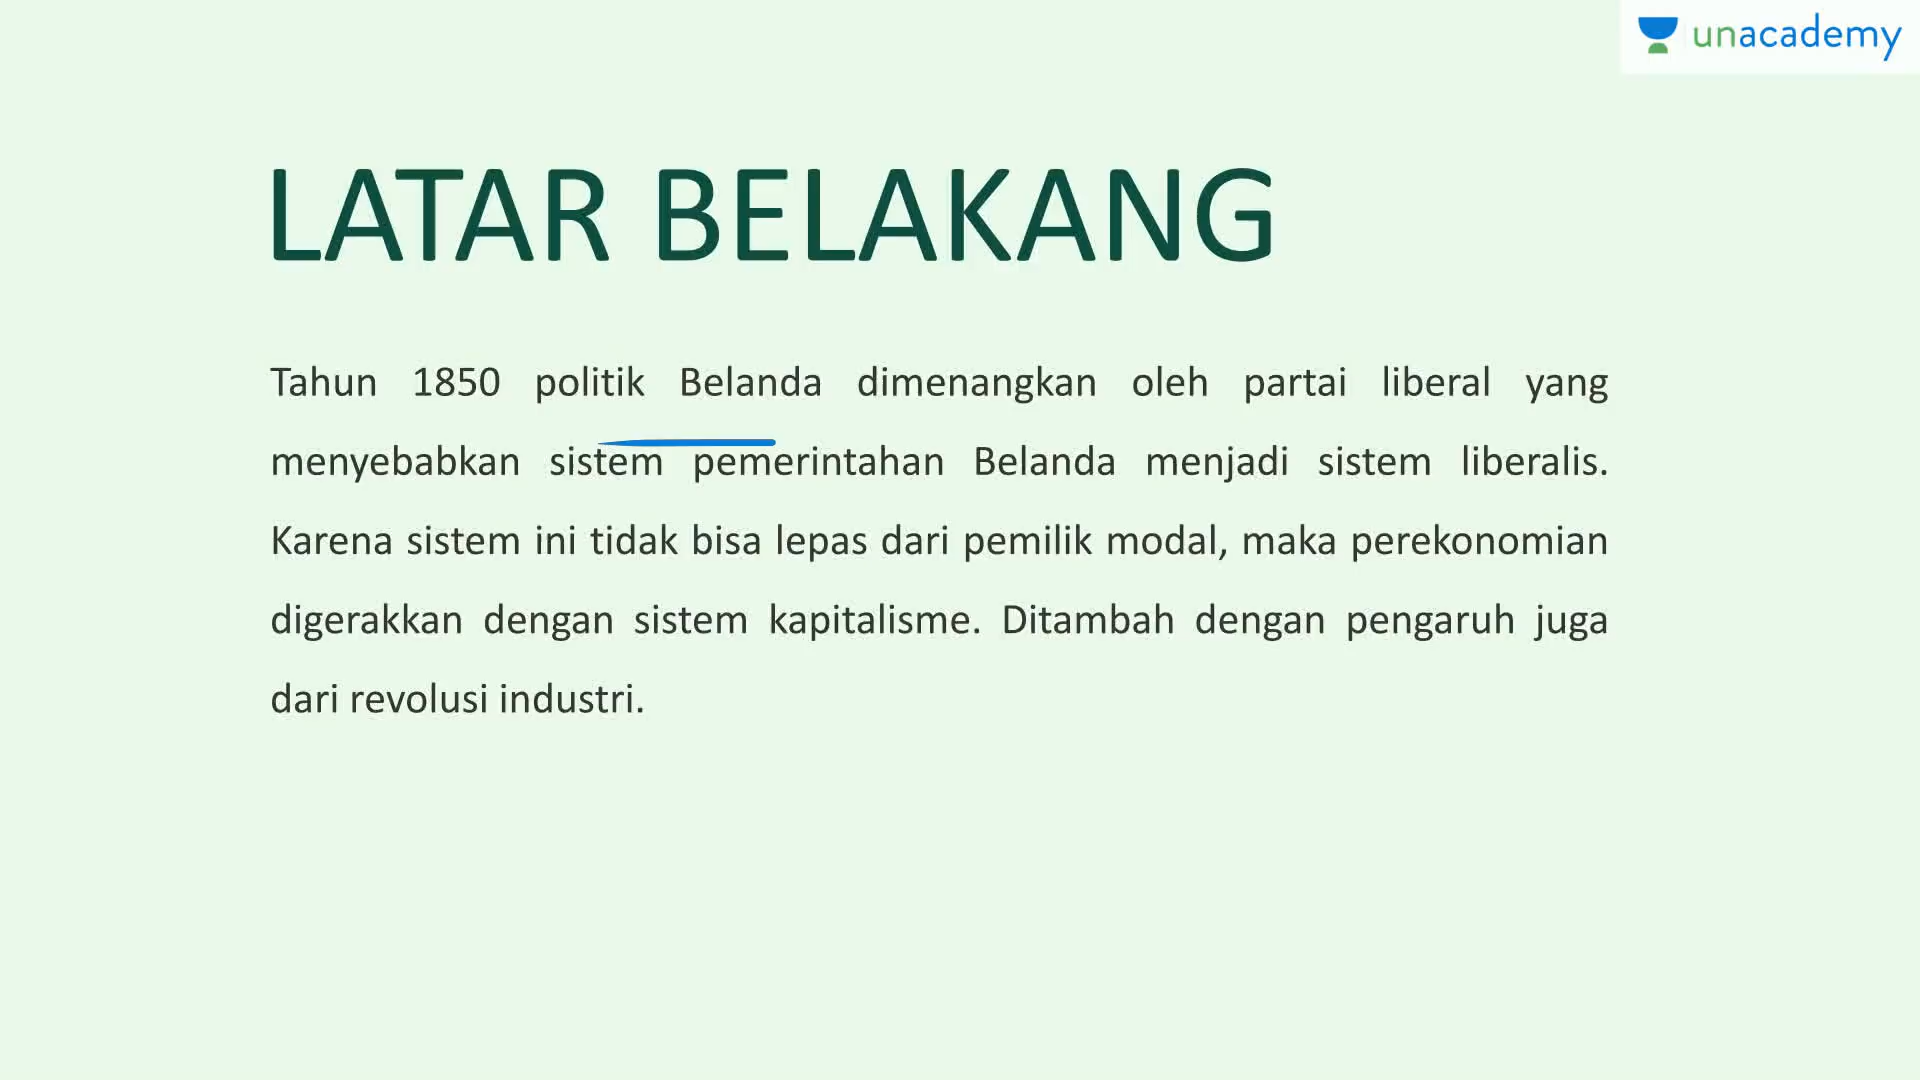 unacademy
LATAR BELAKANG
Tahun 1850 politik Belanda dimenangkan oleh partai liberal yang
menyebabkan sistem pemerintahan Belanda menjadi sistem liberalis.
Karena sistem ini tidak bisa lepas dari pemilik modal, maka perekonomian
digerakkan dengan sistem kapitalisme. Ditambah dengan pengaruh juga
dari revolusi industri.